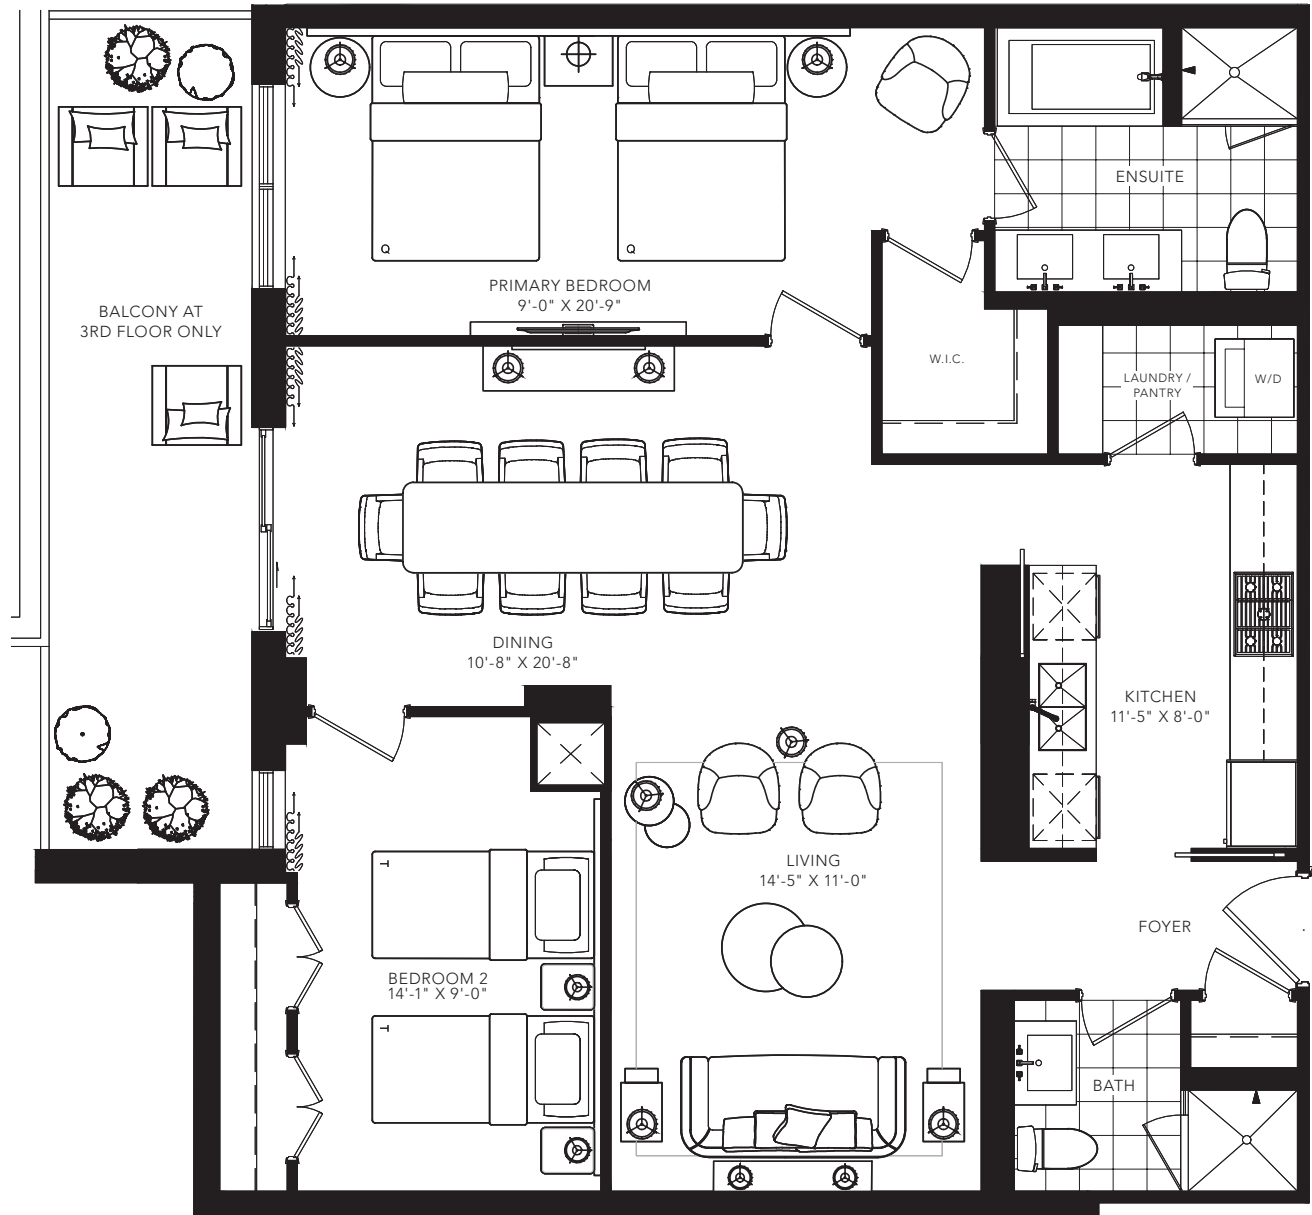 ENSUITE
PRIMARY BEDROOM
9'-0" X 20'-9"
Q
Q
BALCONY AT
3RD FLOOR ONLY
W.I.C.
LAUNDRY /
PANTRY
W/D
DINING
10'-8" X 20'-8"
KITCHEN
11'-5" X 8'-0"
LIVING
14'-5" X 11'-0"
T
FOYER
BEDROOM 2
14'-1" X 9'-0"
T
BATH